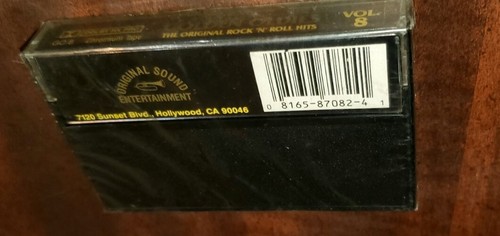 THE ORIGINAL ROCK 'N' ROLL HITS
VOL.
8
ORIGINAL SOUND
ENTERTAINMENT
7120 Sunset Blvd., Hollywood, CA 90046
0 8165-87082-4 1